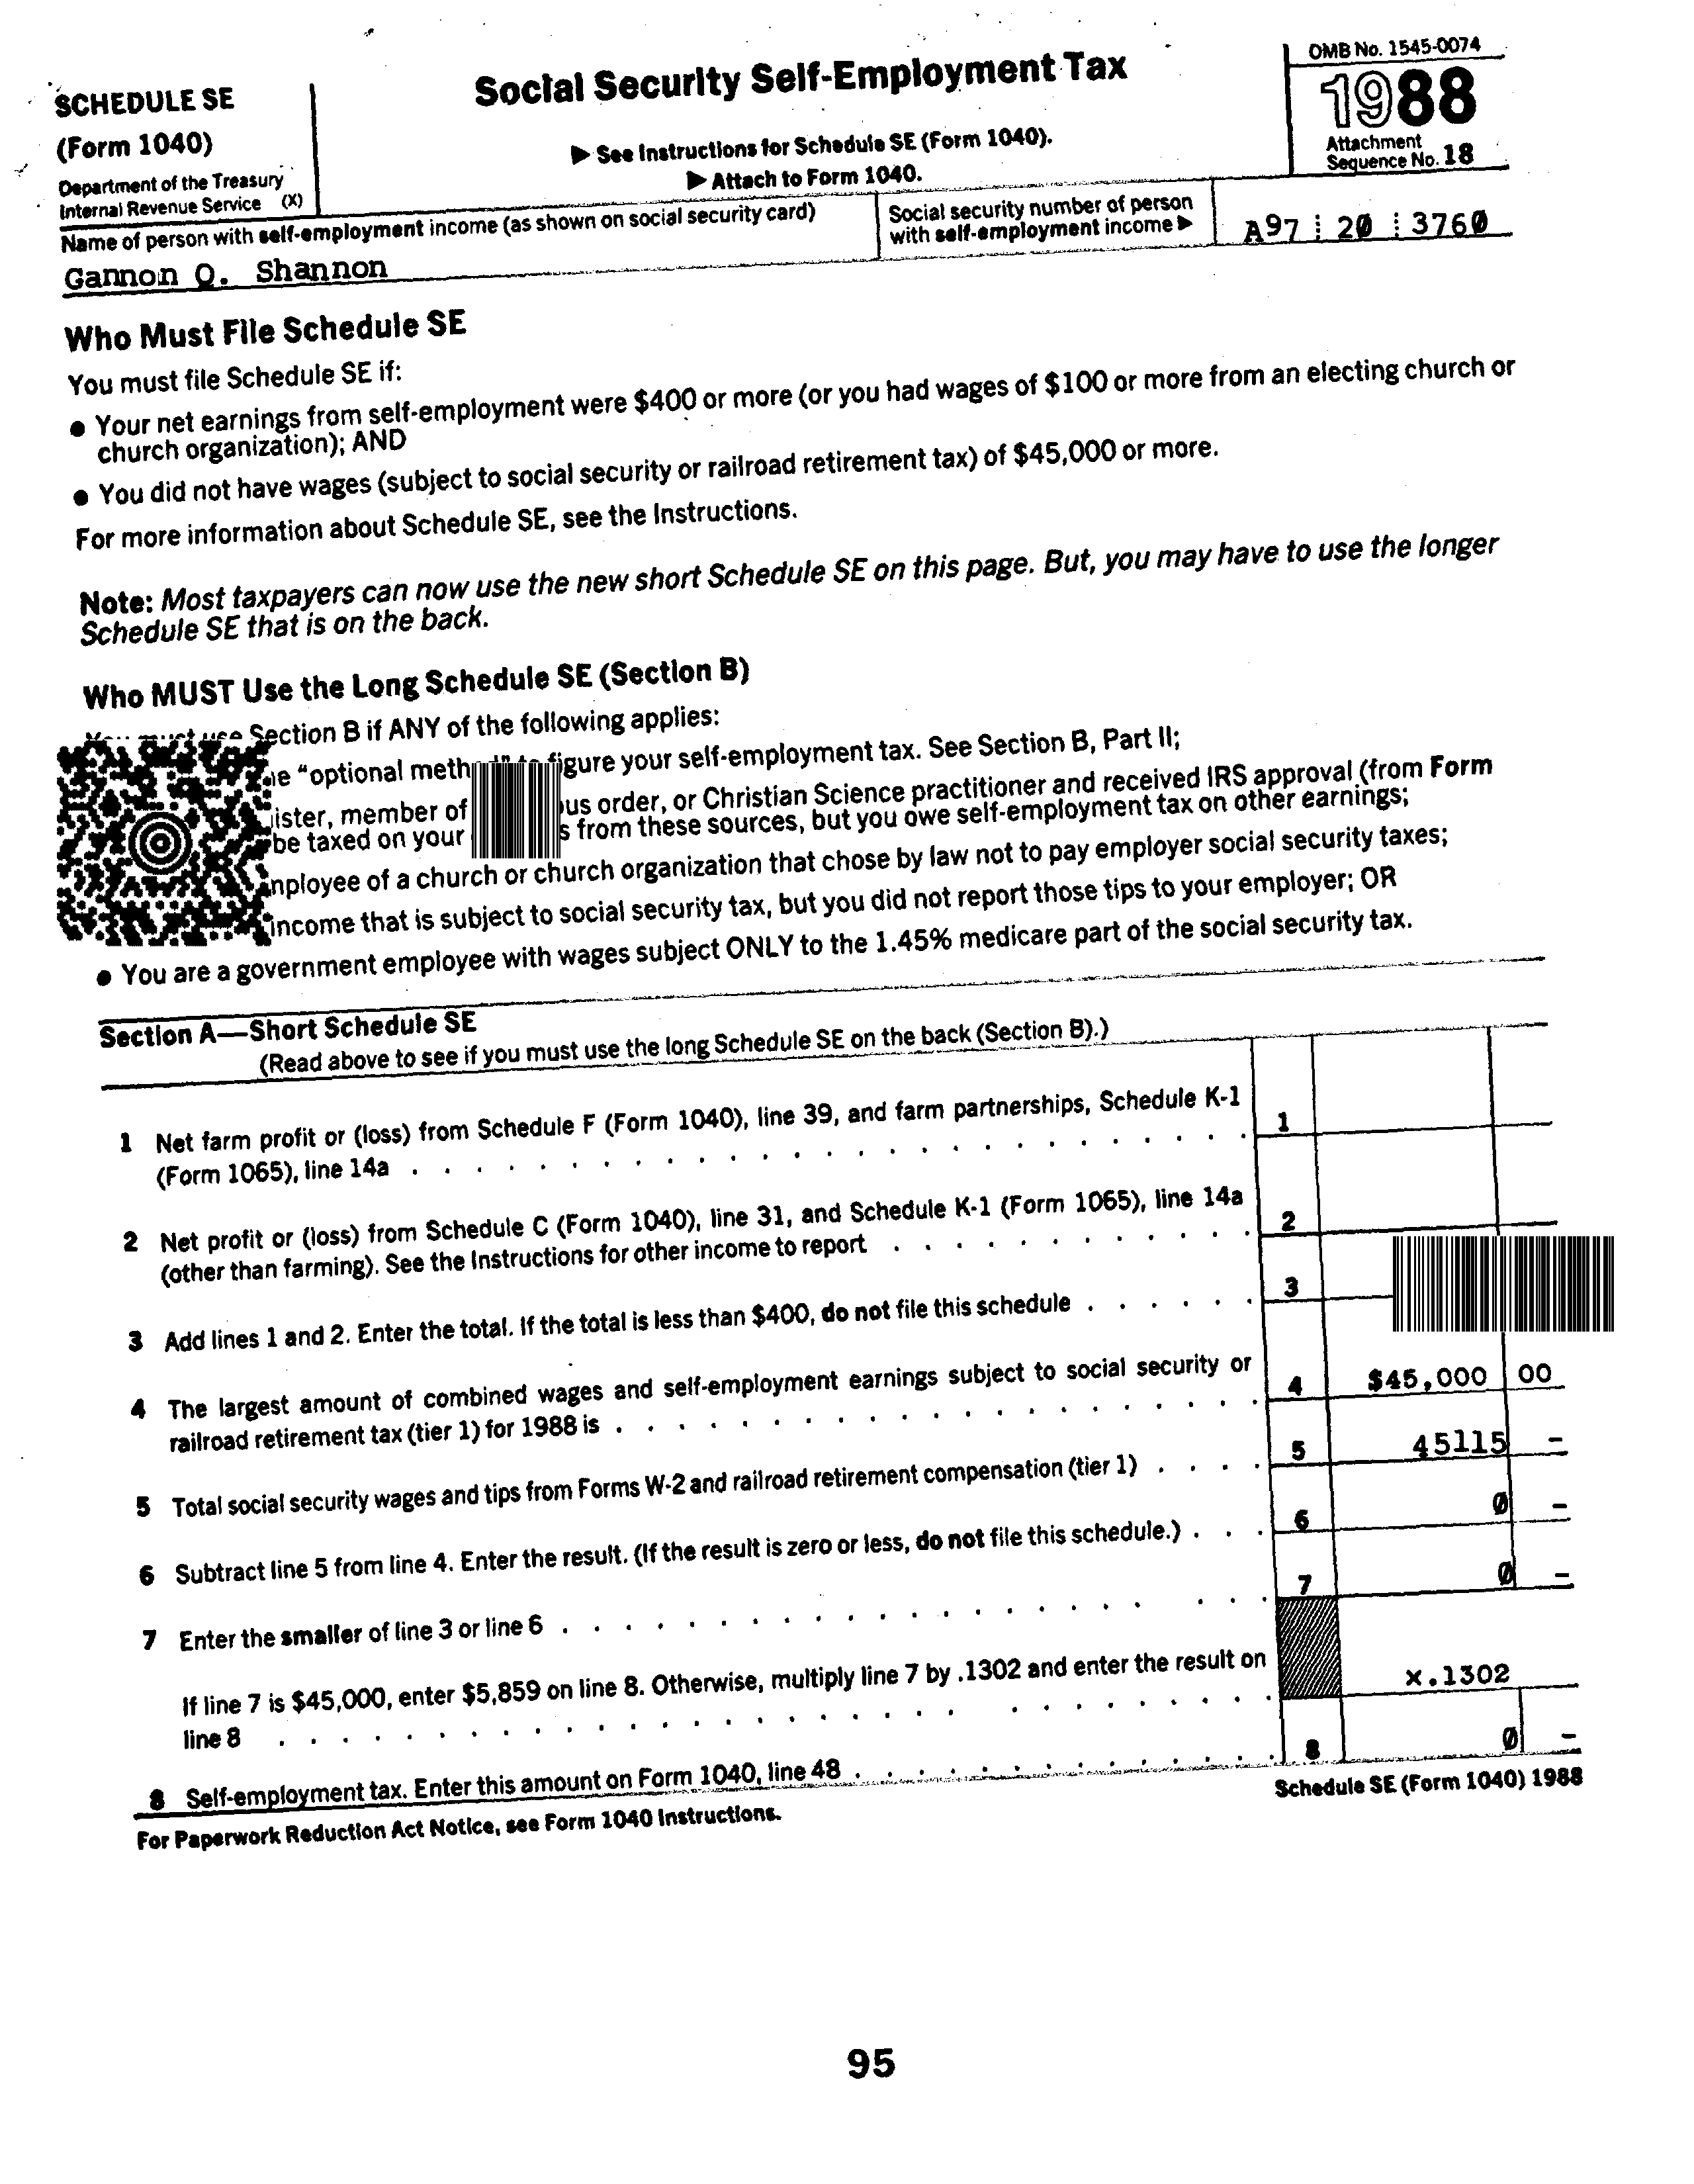 SCHEDULE SE
(Form 1040)
Department of the Treasury
Internal Revenue Service (X)
Social Security Self-Employment Tax
▶ See Instructions for Schedule SE (Form 1040).
▶ Attach to Form 1040.
OMB No. 1545-0074
1988
Attachment
Sequence No. 18
Name of person with self-employment income (as shown on social security card)
Gannon Q. Shannon
Social security number of person
with self-employment income ▶
A97 20 3760
Who Must File Schedule SE
You must file Schedule SE if:
● Your net earnings from self-employment were $400 or more (or you had wages of $100 or more from an electing church or
church organization); AND
● You did not have wages (subject to social security or railroad retirement tax) of $45,000 or more.
For more information about Schedule SE, see the Instructions.
Note: Most taxpayers can now use the new short Schedule SE on this page. But, you may have to use the longer
Schedule SE that is on the back.
Who MUST Use the Long Schedule SE (Section B)
You must use Section B if ANY of the following applies:
"optional method" to figure your self-employment tax. See Section B, Part II;
member of order, or Christian Science practitioner and received IRS approval (from Form
be taxed on your from these sources, but you owe self-employment tax on other earnings;
of a church or church organization that chose by law not to pay employer social security taxes;
income that is subject to social security tax, but you did not report those tips to your employer; OR
● You are a government employee with wages subject ONLY to the 1.45% medicare part of the social security tax.
Section A—Short Schedule SE
(Read above to see if you must use the long Schedule SE on the back (Section B).)
1 Net farm profit or (loss) from Schedule F (Form 1040), line 39, and farm partnerships, Schedule K-1
(Form 1065), line 14a . . . . . . . . . . . . . . . . . . . . . . . . . . 1
2 Net profit or (loss) from Schedule C (Form 1040), line 31, and Schedule K-1 (Form 1065), line 14a
(other than farming). See the Instructions for other income to report . . . . . . . . . . . . 2
3 Add lines 1 and 2. Enter the total. If the total is less than $400, do not file this schedule . . . . . . 3
4 The largest amount of combined wages and self-employment earnings subject to social security or
railroad retirement tax (tier 1) for 1988 is . . . . . . . . . . . . . . . . . . . . 4 $45,000 00
5 Total social security wages and tips from Forms W-2 and railroad retirement compensation (tier 1) . . . . 5 45115 –
6 Subtract line 5 from line 4. Enter the result. (If the result is zero or less, do not file this schedule.) . . . 6 0 –
7 Enter the smaller of line 3 or line 6 . . . . . . . . . . . . . . . . . . . . . . 7 0 –
If line 7 is $45,000, enter $5,859 on line 8. Otherwise, multiply line 7 by .1302 and enter the result on
line 8 . . . . . . . . . . . . . . . . . . . . . . . . . . . . . . x.1302
8 Self-employment tax. Enter this amount on Form 1040, line 48 . . . . . . . . . . . . . . 8 0 –
For Paperwork Reduction Act Notice, see Form 1040 Instructions.
Schedule SE (Form 1040) 1988
95